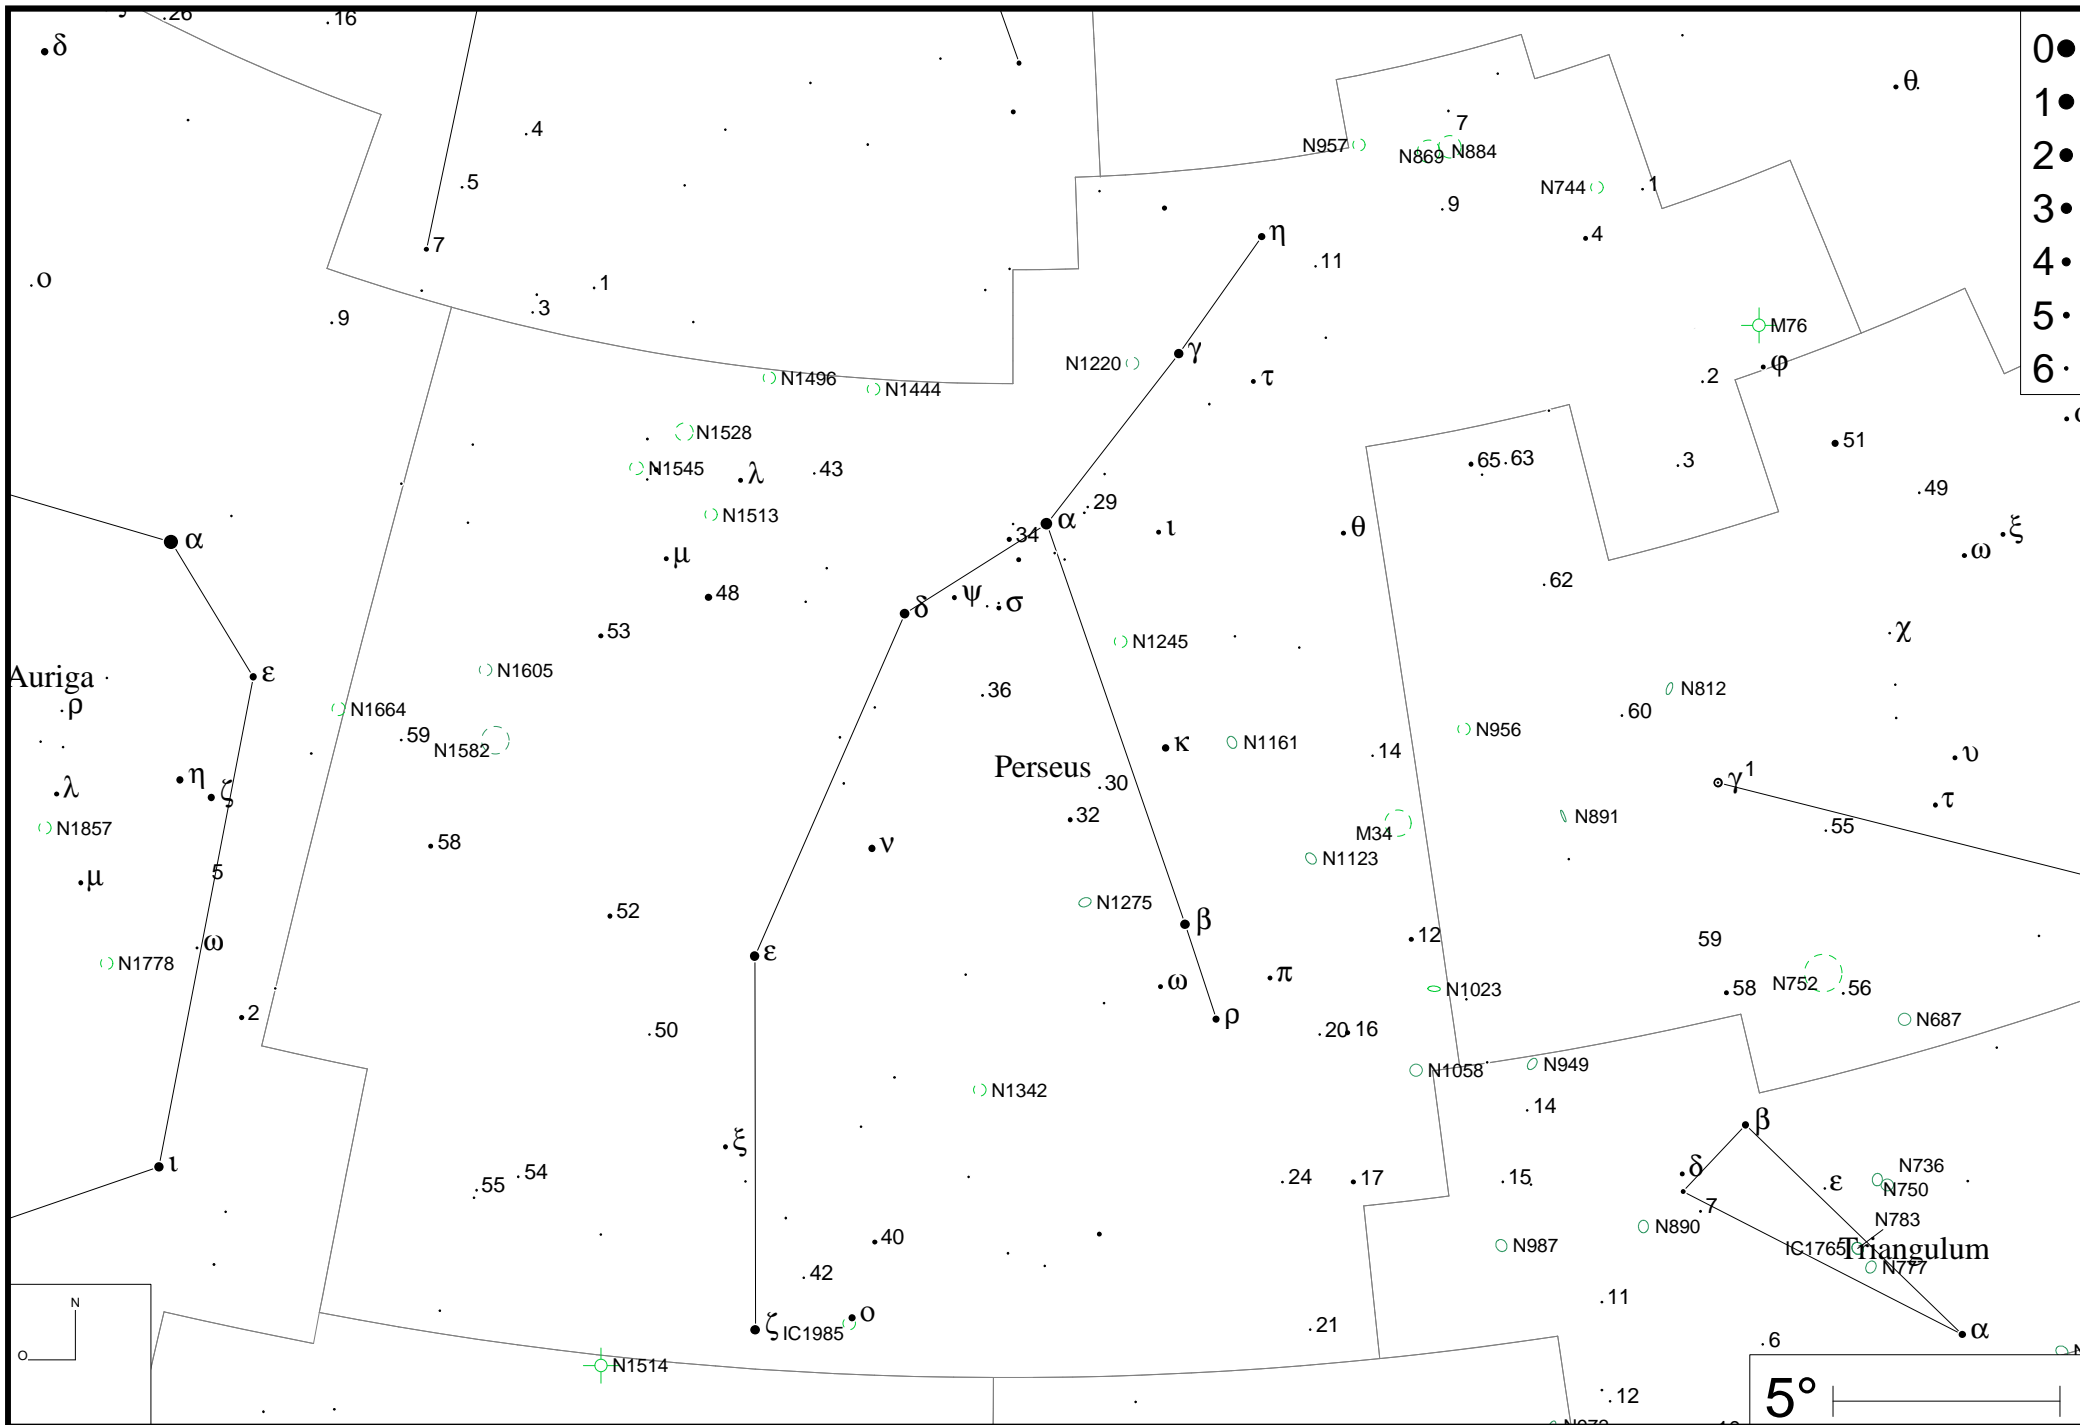 .26
.16
δ
0
θ
1
.4
7
N957
N869
N884
2
.5
N744
.1
.9
3
.4
7
η
.11
4
ο
.1
.3
.9
5
M76
γ
N1220
φ
6
τ
.2
N1496
N1444
N1528
51
N1545
λ
.43
65
.63
.3
.49
.29
N1513
α
ι
θ
ξ
34
α
μ
ω
.62
48
ψ
σ
δ
53
χ
N1245
N1605
ε
Auriga
.36
N812
ρ
N1664
.60
.59
N1582
N956
κ
N1161
.14
υ
Perseus
η
.30
γ1
ζ
λ
τ
32
N891
.55
N1857
M34
58
ν
N1123
5
μ
N1275
52
β
12
59
ω
ε
N1778
π
ω
N752
58
.56
N1023
.2
ρ
N687
.50
.20
16
N949
N1058
N1342
.14
β
ξ
ι
N736
δ
.54
.24
17
.15
ε
.55
N750
.7
N783
N890
40
N987
IC1765
Triangulum
N777
.42
.11
ο
N
ζ
IC1985
.21
α
.6
O
N1514
5°
.12
N972